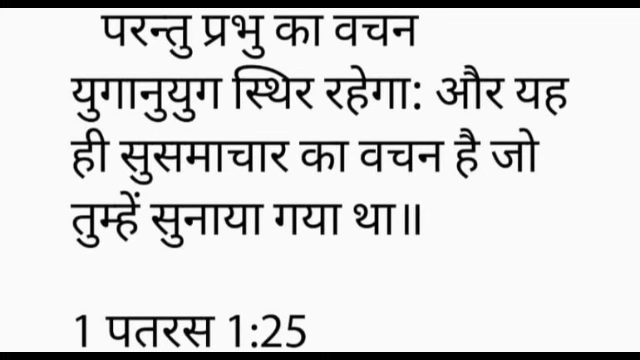 परन्तु प्रभु का वचन
युगानुयुग स्थिर रहेगा: और यह
ही सुसमाचार का वचन है जो
तुम्हें सुनाया गया था॥
1 पतरस 1:25